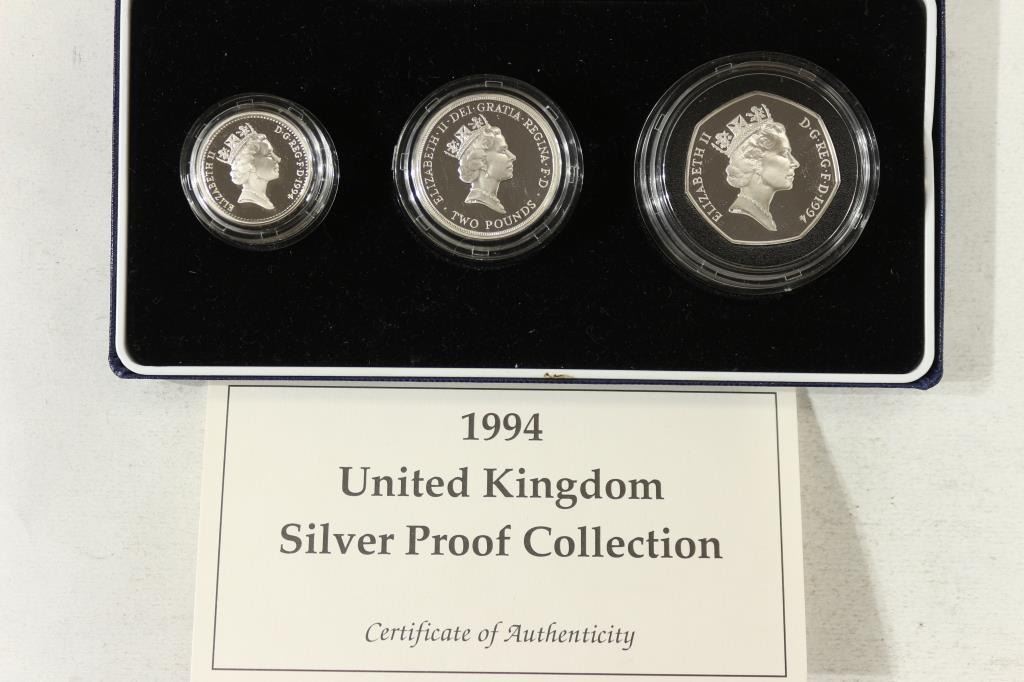 ELIZABETH II D·G·REG·F·D·1994
·ELIZABETH·II·DEI·GRATIA·REGINA·F·D·
TWO POUNDS
ELIZABETH II D·G·REG·F·D·1994
1994
United Kingdom
Silver Proof Collection
Certificate of Authenticity